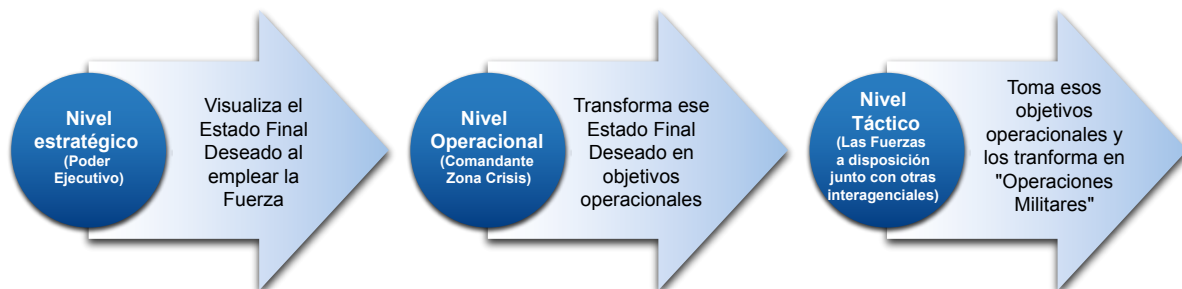 Nivel
estratégico
(Poder
Ejecutivo)
Visualiza el
Estado Final
Deseado al
emplear la
Fuerza
Nivel
Operacional
(Comandante
Zona Crisis)
Transforma ese
Estado Final
Deseado en
objetivos
operacionales
Nivel
Táctico
(Las Fuerzas
a disposición
junto con otras
interagenciales)
Toma esos
objetivos
operacionales y
los tranforma en
"Operaciones
Militares"